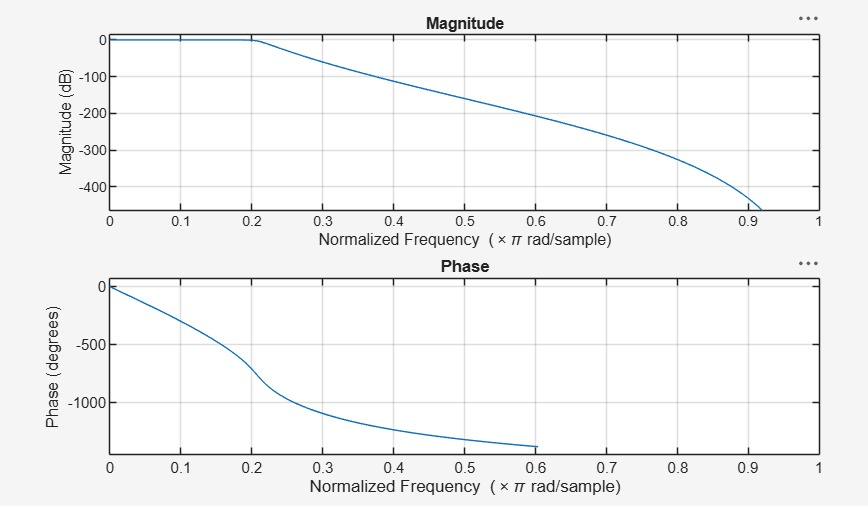 Magnitude
0
-100
-200
-300
-400
Magnitude (dB)
0 0.1 0.2 0.3 0.4 0.5 0.6 0.7 0.8 0.9 1
Normalized Frequency (× π rad/sample)
Phase
0
-500
-1000
Phase (degrees)
0 0.1 0.2 0.3 0.4 0.5 0.6 0.7 0.8 0.9 1
Normalized Frequency (× π rad/sample)